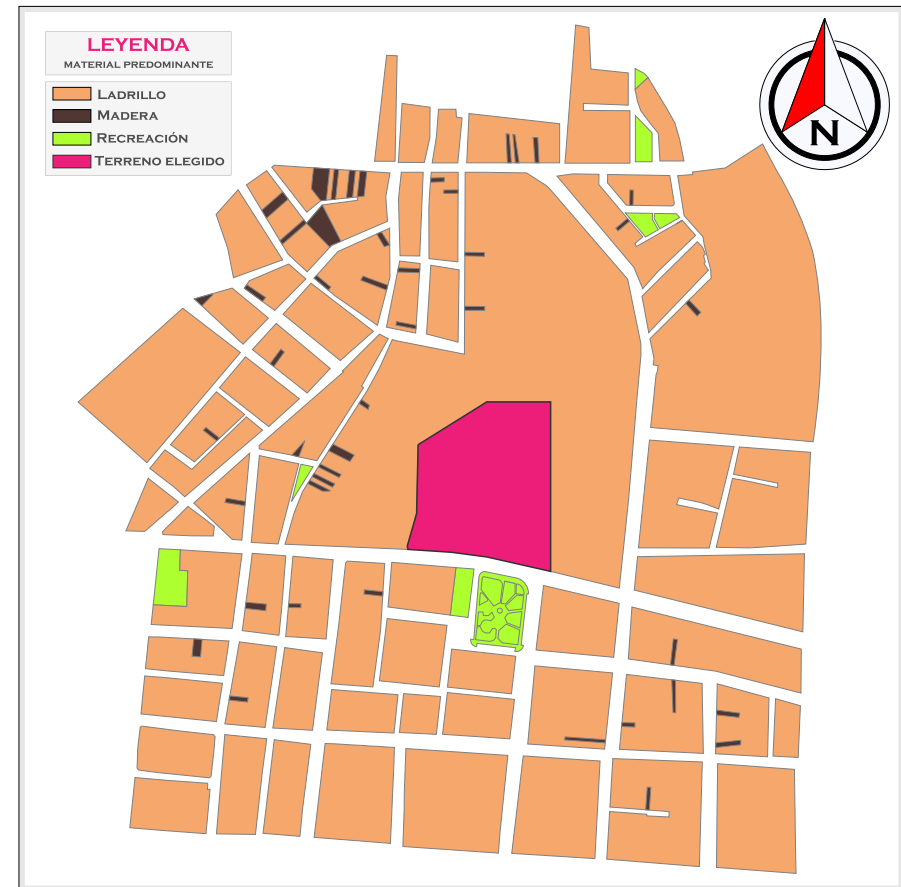 LEYENDA
MATERIAL PREDOMINANTE
LADRILLO
MADERA
RECREACIÓN
TERRENO ELEGIDO
N